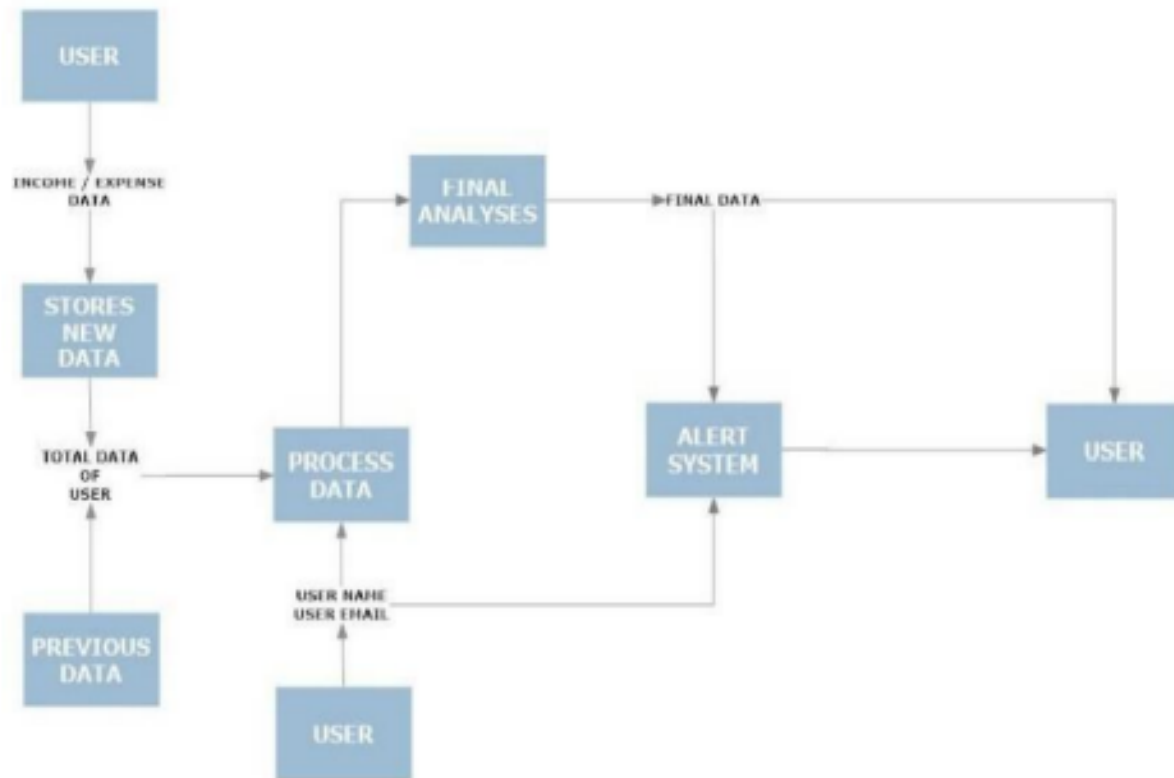 USER
INCOME / EXPENSE
DATA
STORES
NEW
DATA
TOTAL DATA
OF
USER
PREVIOUS
DATA
PROCESS
DATA
USER NAME
USER EMAIL
USER
FINAL
ANALYSES
FINAL DATA
ALERT
SYSTEM
USER